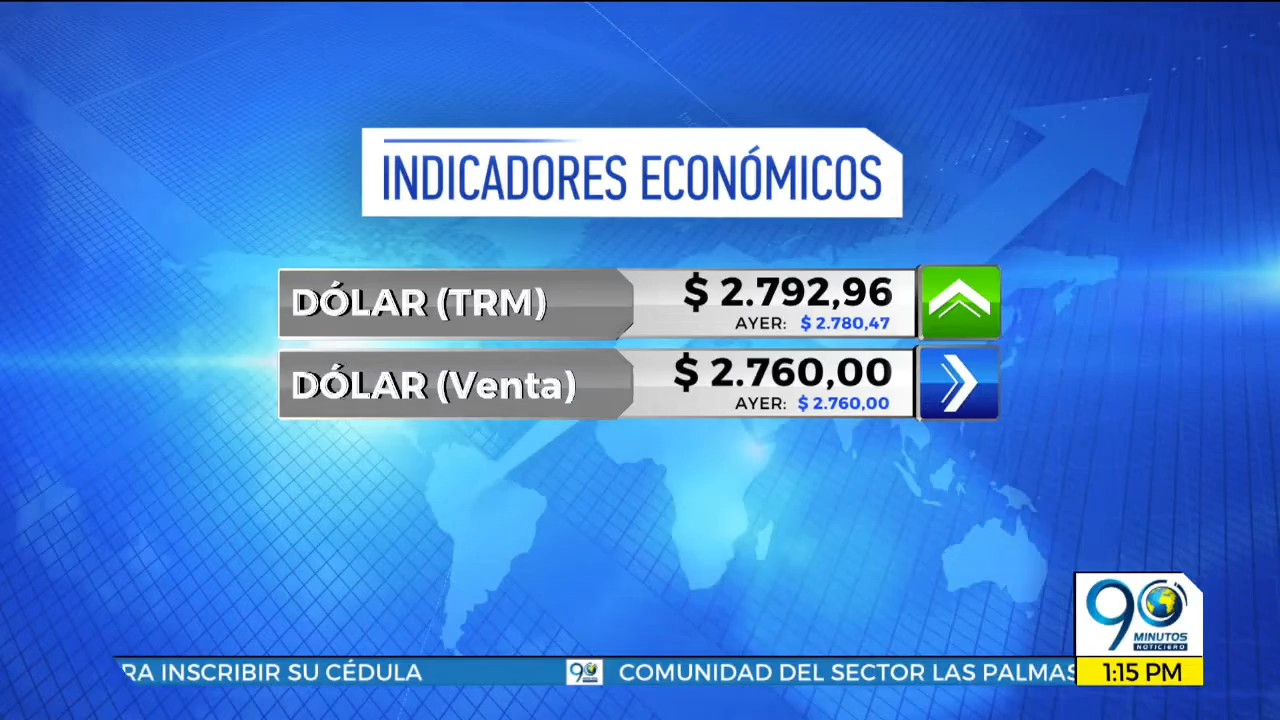 INDICADORES ECONÓMICOS
DÓLAR (TRM)
$ 2.792,96
AYER: $ 2.780,47
DÓLAR (Venta)
$ 2.760,00
AYER: $ 2.760,00
90
MINUTOS
NOTICIERO
RA INSCRIBIR SU CÉDULA
90
COMUNIDAD DEL SECTOR LAS PALMAS
1:15 PM